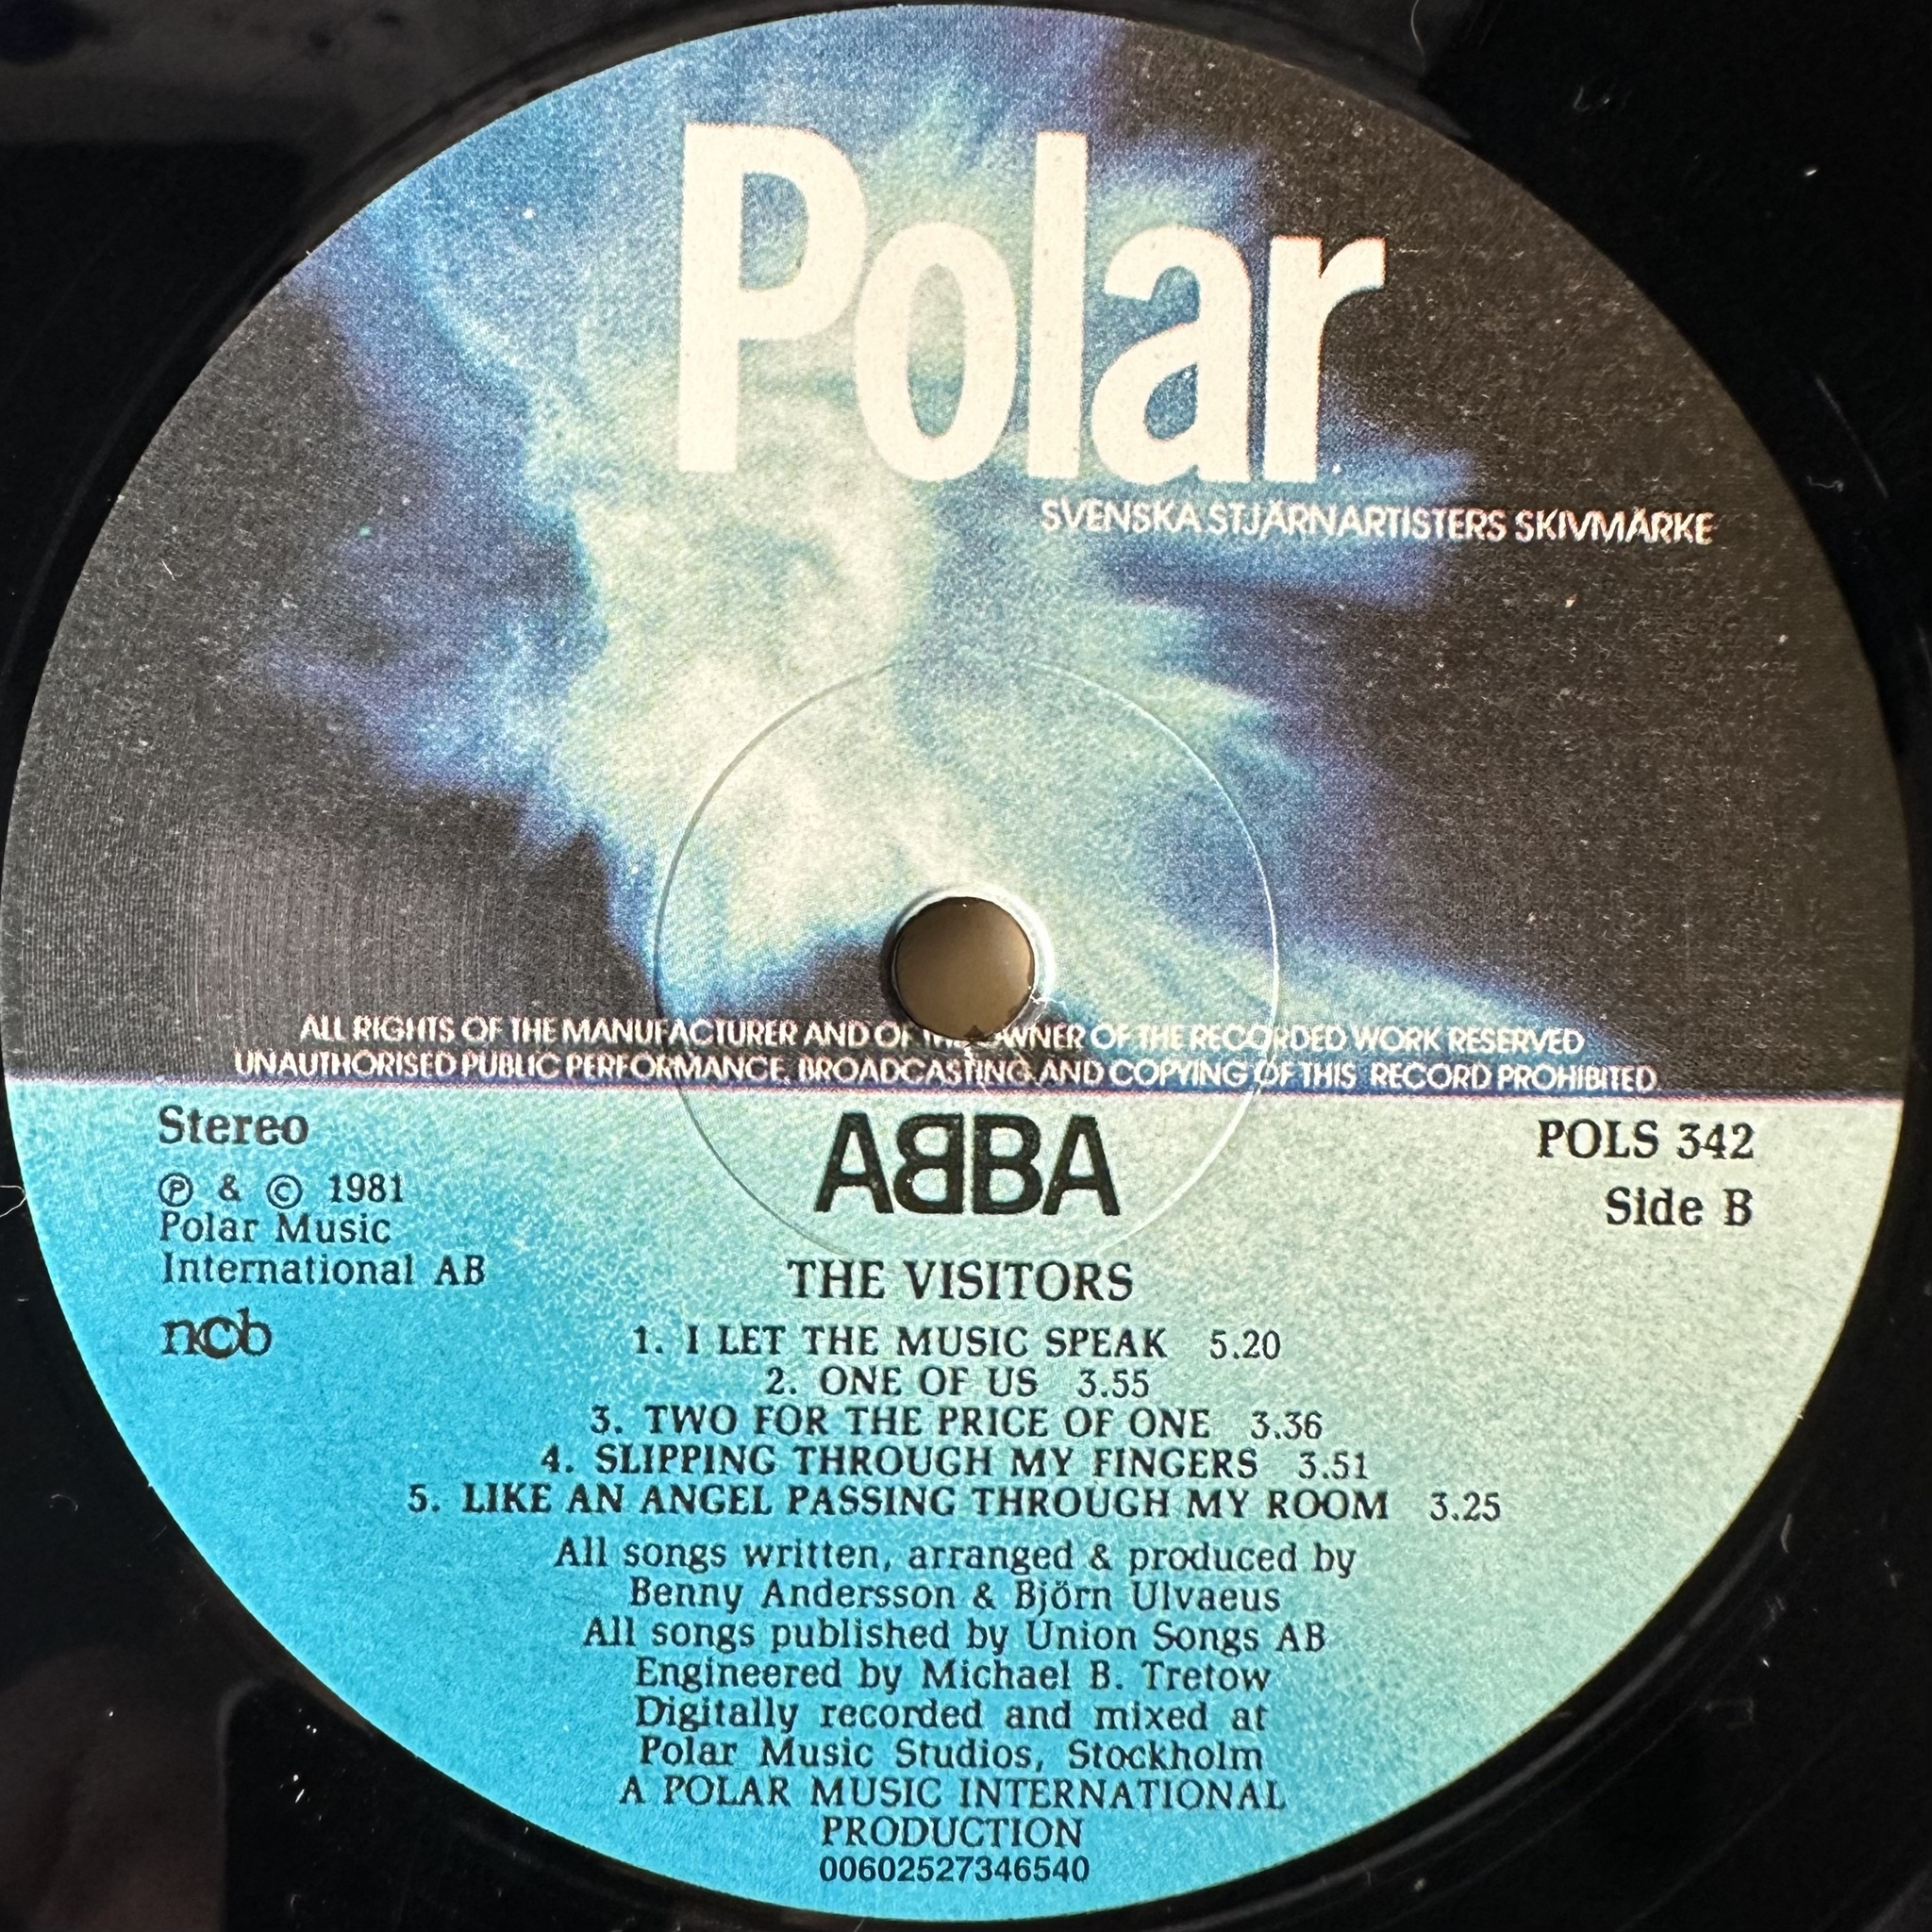 Polar
SVENSKA STJÄRNARTISTERS SKIVMÄRKE
ALL RIGHTS OF THE MANUFACTURER AND OF OWNER OF THE RECORDED WORK RESERVED
UNAUTHORISED PUBLIC PERFORMANCE, BROADCASTING AND COPYING OF THIS RECORD PROHIBITED
Stereo
℗ & © 1981
Polar Music
International AB
ncb
ABBA
POLS 342
Side B
THE VISITORS
1. I LET THE MUSIC SPEAK 5.20
2. ONE OF US 3.55
3. TWO FOR THE PRICE OF ONE 3.36
4. SLIPPING THROUGH MY FINGERS 3.51
5. LIKE AN ANGEL PASSING THROUGH MY ROOM 3.25
All songs written, arranged & produced by
Benny Andersson & Björn Ulvaeus
All songs published by Union Songs AB
Engineered by Michael B. Tretow
Digitally recorded and mixed at
Polar Music Studios, Stockholm
A POLAR MUSIC INTERNATIONAL
PRODUCTION
00602527346540